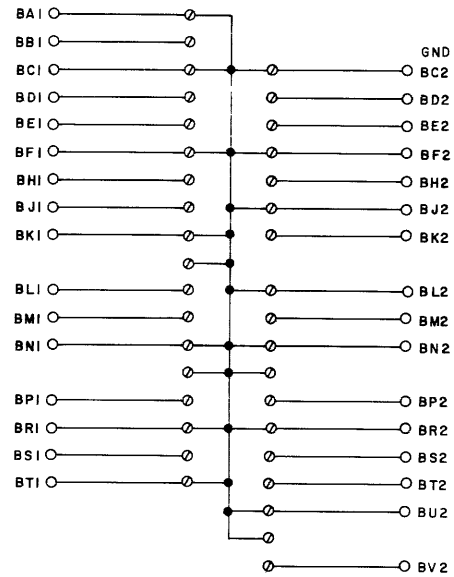 BA1
BB1
GND
BC1 BC2
BD1 BD2
BE1 BE2
BF1 BF2
BH1 BH2
BJ1 BJ2
BK1 BK2
BL1 BL2
BM1 BM2
BN1 BN2
BP1 BP2
BR1 BR2
BS1 BS2
BT1 BT2
BU2
BV2